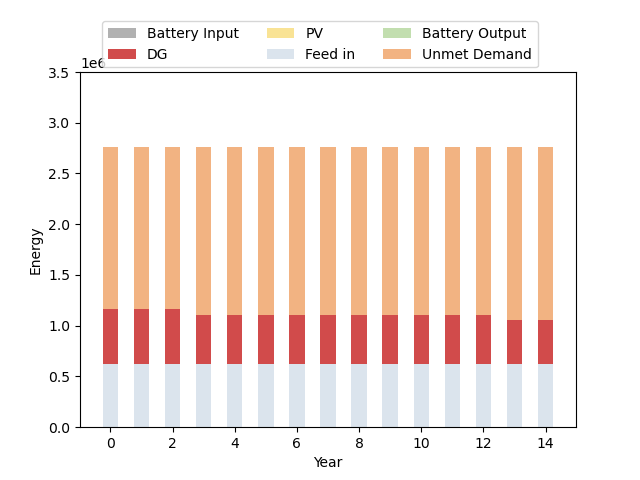 Battery Input PV Battery Output
DG Feed in Unmet Demand
1e6
3.5
3.0
2.5
2.0
1.5
1.0
0.5
0.0
Energy
0 2 4 6 8 10 12 14
Year